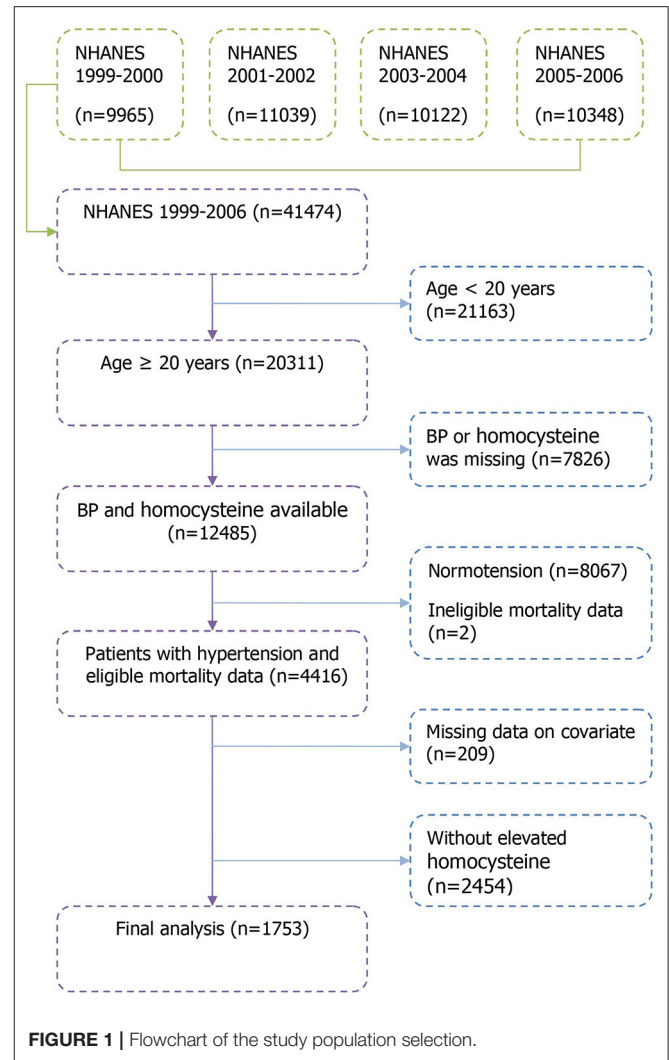 NHANES
1999-2000
(n=9965)
NHANES
2001-2002
(n=11039)
NHANES
2003-2004
(n=10122)
NHANES
2005-2006
(n=10348)
NHANES 1999-2006 (n=41474)
Age < 20 years
(n=21163)
Age ≥ 20 years (n=20311)
BP or homocysteine
was missing (n=7826)
BP and homocysteine available
(n=12485)
Normotension (n=8067)
Ineligible mortality data
(n=2)
Patients with hypertension and
eligible mortality data (n=4416)
Missing data on covariate
(n=209)
Without elevated
homocysteine
(n=2454)
Final analysis (n=1753)
FIGURE 1 | Flowchart of the study population selection.